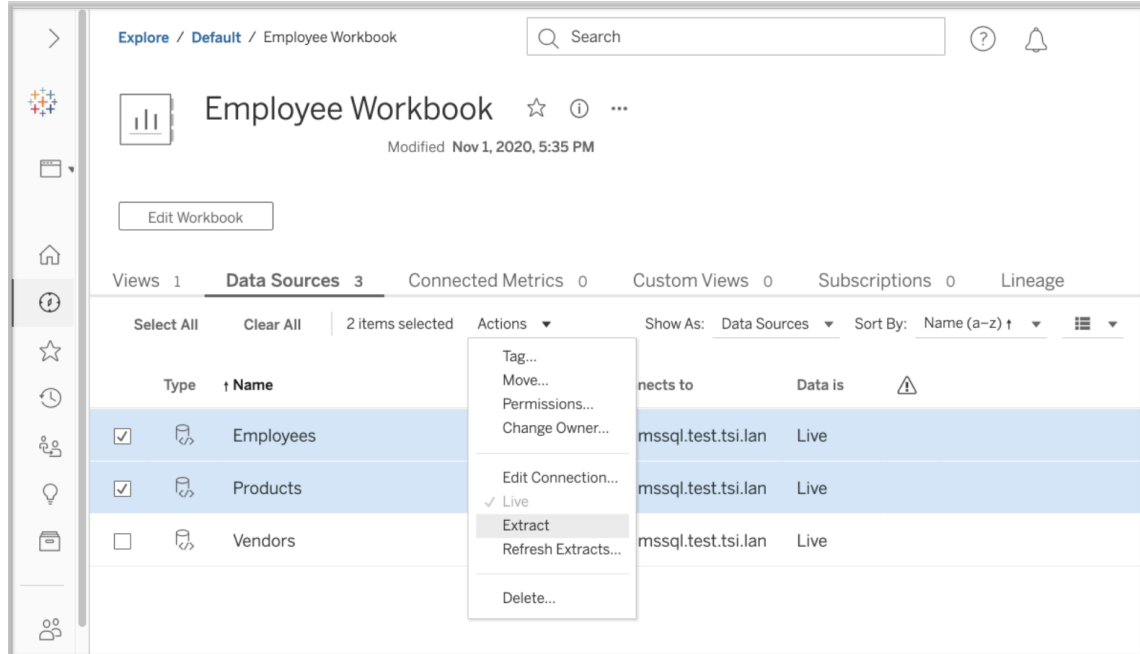 Explore / Default / Employee Workbook
Search
Employee Workbook
Modified Nov 1, 2020, 5:35 PM
Edit Workbook
Views 1 Data Sources 3 Connected Metrics 0 Custom Views 0 Subscriptions 0 Lineage
Select All Clear All 2 items selected Actions Show As: Data Sources Sort By: Name (a–z) ↑
Type ↑ Name nects to Data is
Employees mssql.test.tsi.lan Live
Products mssql.test.tsi.lan Live
Vendors mssql.test.tsi.lan Live
Tag...
Move...
Permissions...
Change Owner...
Edit Connection...
✓ Live
Extract
Refresh Extracts...
Delete...